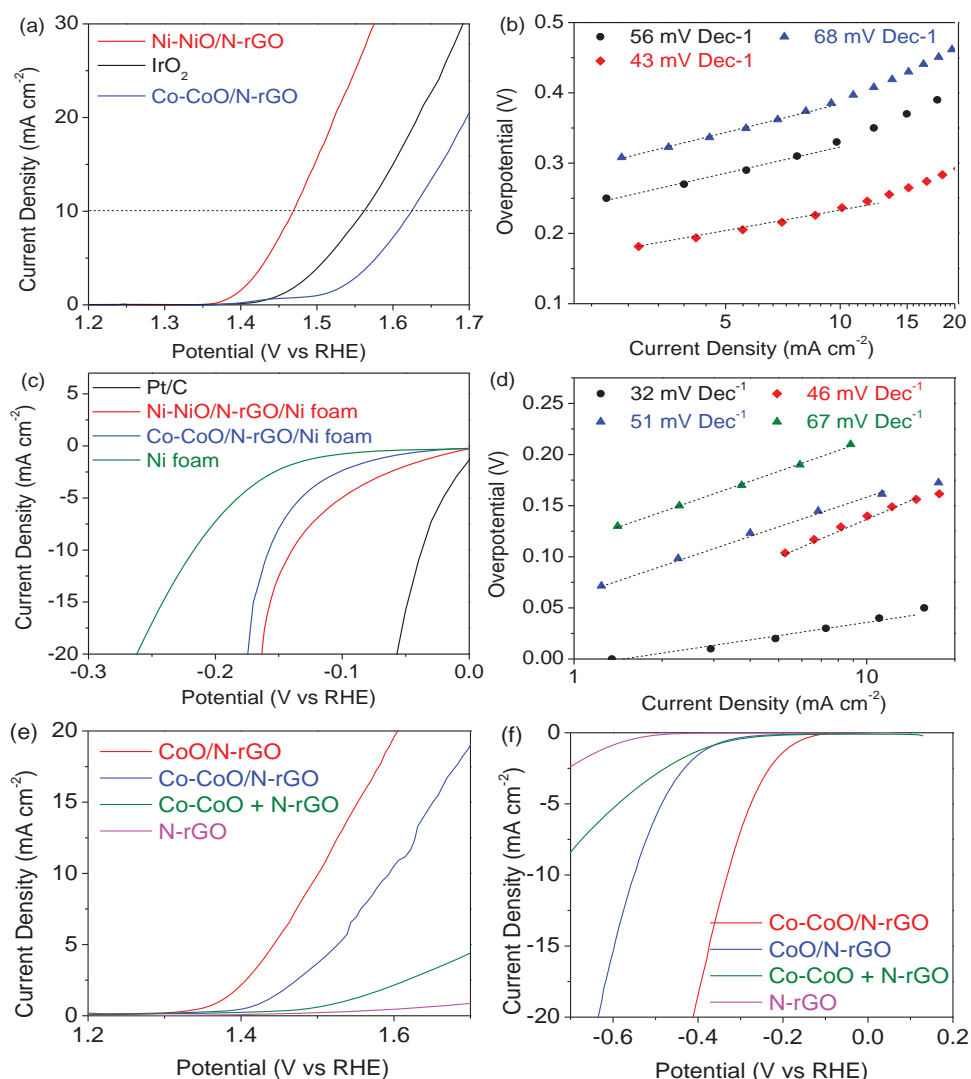 (a)
Ni-NiO/N-rGO
IrO2
Co-CoO/N-rGO
Current Density (mA cm-2)
30
20
10
0
1.2 1.3 1.4 1.5 1.6 1.7
Potential (V vs RHE)
(b)
56 mV Dec-1 68 mV Dec-1
43 mV Dec-1
Overpotential (V)
0.4
0.3
0.2
0.1
5 10 15 20
Current Density (mA cm-2)
(c)
Pt/C
Ni-NiO/N-rGO/Ni foam
Co-CoO/N-rGO/Ni foam
Ni foam
Current Density (mA cm-2)
5
0
-5
-10
-15
-20
-0.3 -0.2 -0.1 0.0
Potential (V vs RHE)
(d)
32 mV Dec-1 46 mV Dec-1
51 mV Dec-1 67 mV Dec-1
Overpotential (V)
0.25
0.20
0.15
0.10
0.05
0.00
1 10
Current Density (mA cm-2)
(e)
CoO/N-rGO
Co-CoO/N-rGO
Co-CoO + N-rGO
N-rGO
Current Density (mA cm-2)
20
15
10
5
0
1.2 1.4 1.6
Potential (V vs RHE)
(f)
Co-CoO/N-rGO
CoO/N-rGO
Co-CoO + N-rGO
N-rGO
Current Density (mA cm-2)
0
-5
-10
-15
-20
-0.6 -0.4 -0.2 0.0 0.2
Potential (V vs RHE)